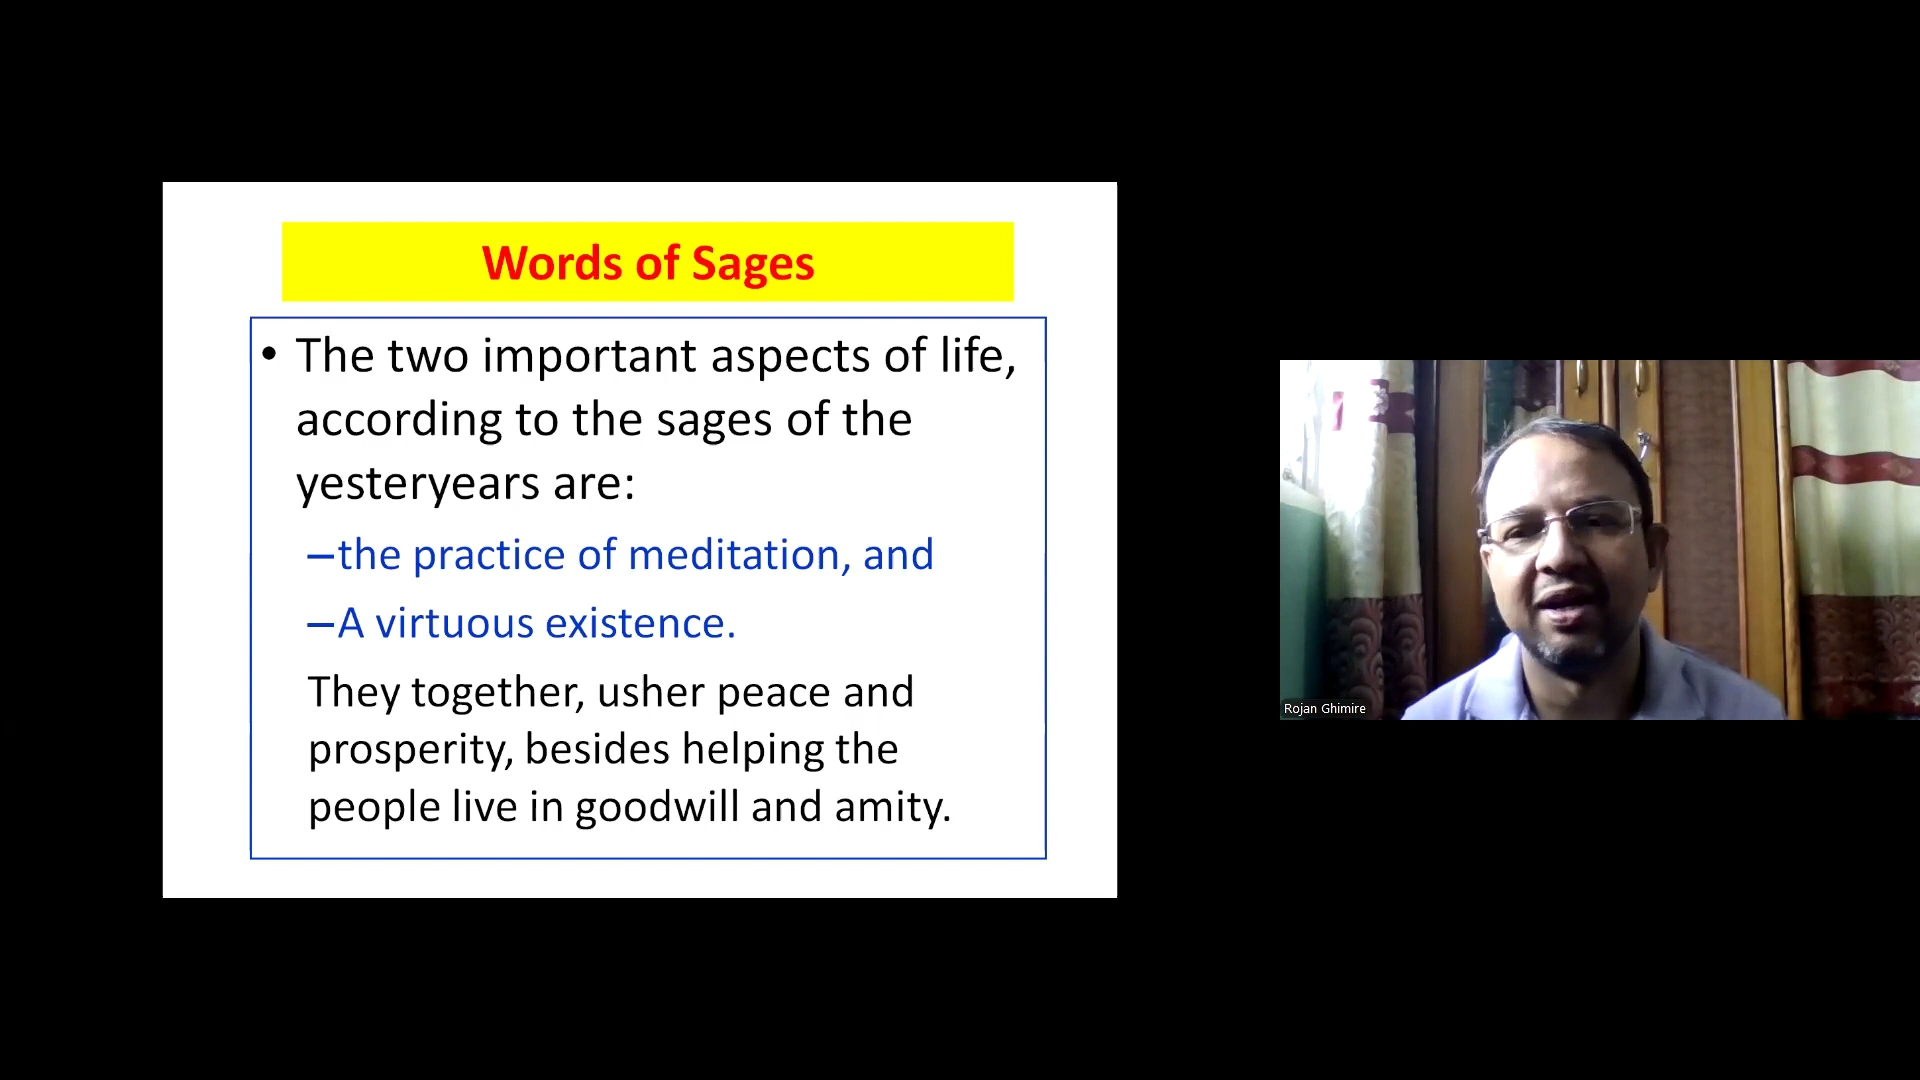 Words of Sages
• The two important aspects of life,
according to the sages of the
yesteryears are:
–the practice of meditation, and
–A virtuous existence.
They together, usher peace and
prosperity, besides helping the
people live in goodwill and amity.
Rojan Ghimire